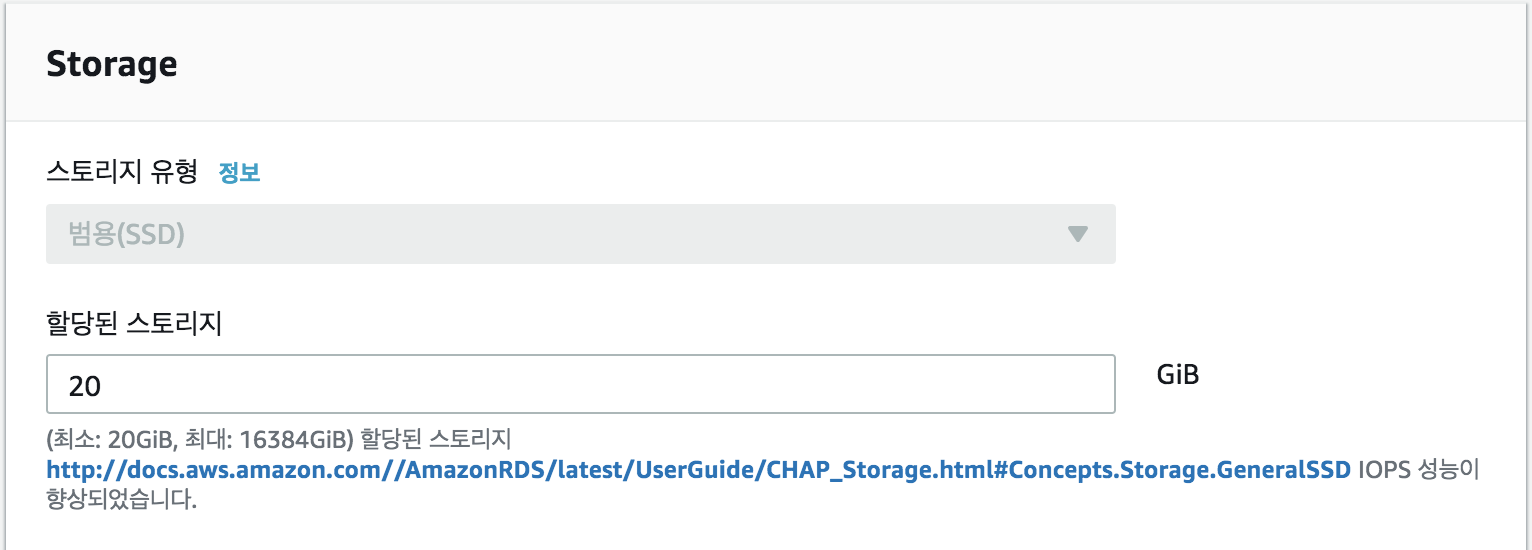 Storage
스토리지 유형 정보
범용(SSD)
할당된 스토리지
20 GiB
(최소: 20GiB, 최대: 16384GiB) 할당된 스토리지
http://docs.aws.amazon.com//AmazonRDS/latest/UserGuide/CHAP_Storage.html#Concepts.Storage.GeneralSSD IOPS 성능이
향상되었습니다.